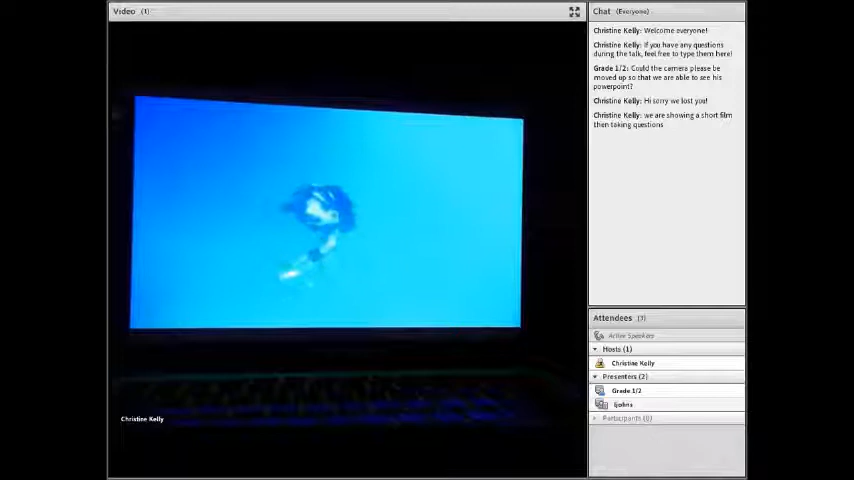 Video (1)
Christine Kelly
Chat (Everyone)
Christine Kelly: Welcome everyone!
Christine Kelly: If you have any questions
during the talk, feel free to type them here!
Grade 1/2: Could the camera please be
moved up so that we are able to see his
powerpoint?
Christine Kelly: Hi sorry we lost you!
Christine Kelly: we are showing a short film
then taking questions
Attendees (3)
Active Speakers
Hosts (1)
Christine Kelly
Presenters (2)
Grade 1/2
ljohns
Participants (0)